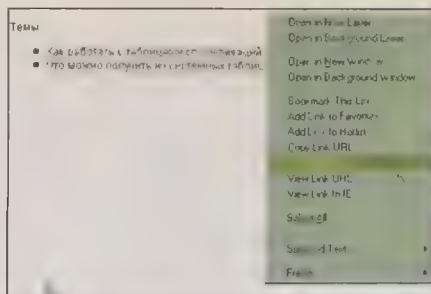 Темы
Как работать с таблицами
Что можно получить из системных таблиц
Open in New Layer
Open in Background Layer
Open in New Window
Open in Background Window
Bookmark This Link
Add Link to Favorites
Add Link to Hotlist
Copy Link URL
View Link URL
View Link in IE
Select All
Selected Text
Frame